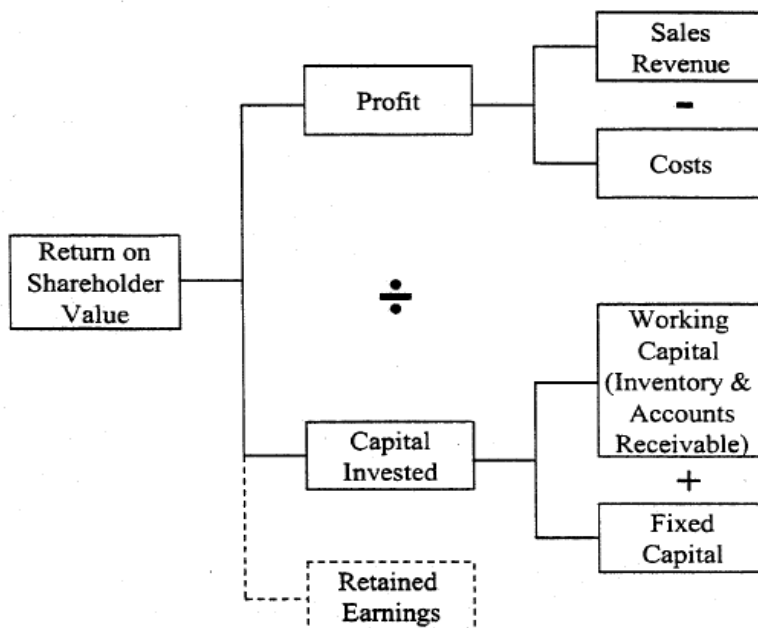 Sales
Revenue
-
Costs
Profit
Return on
Shareholder
Value
÷
Working
Capital
(Inventory &
Accounts
Receivable)
+
Fixed
Capital
Capital
Invested
Retained
Earnings